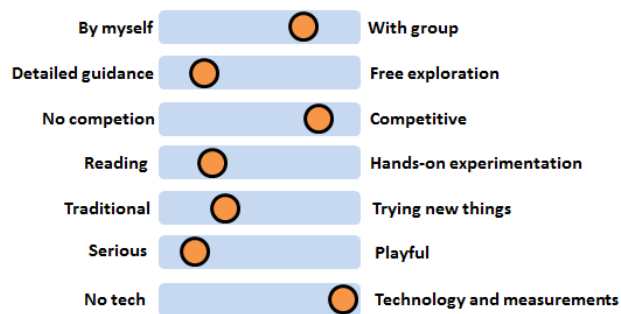 By myself With group
Detailed guidance Free exploration
No competion Competitive
Reading Hands-on experimentation
Traditional Trying new things
Serious Playful
No tech Technology and measurements